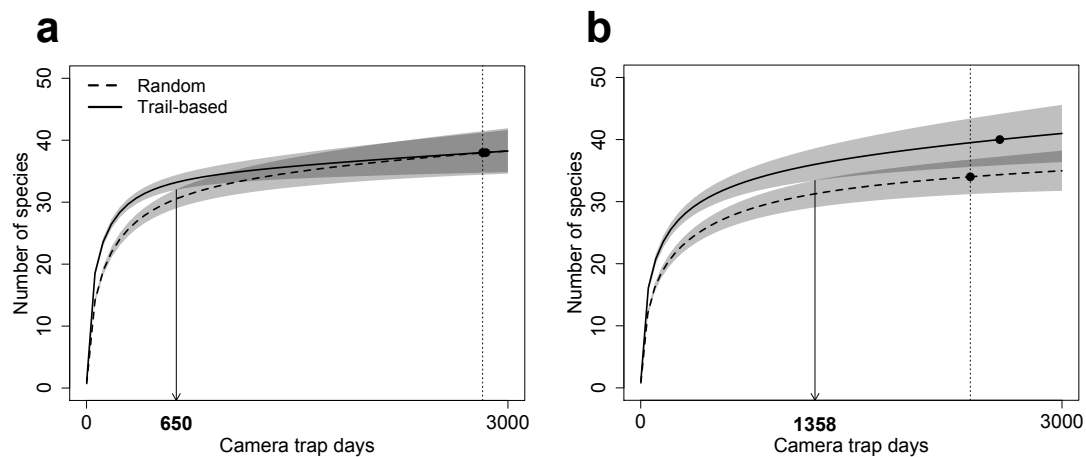 a
50
40
30
20
10
0
Number of species
Random
Trail-based
0
650
3000
Camera trap days
b
50
40
30
20
10
0
Number of species
0
1358
3000
Camera trap days